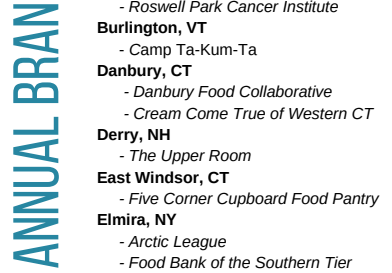 ANNUAL BRAN
- Roswell Park Cancer Institute
Burlington, VT
- Camp Ta-Kum-Ta
Danbury, CT
- Danbury Food Collaborative
- Cream Come True of Western CT
Derry, NH
- The Upper Room
East Windsor, CT
- Five Corner Cupboard Food Pantry
Elmira, NY
- Arctic League
- Food Bank of the Southern Tier